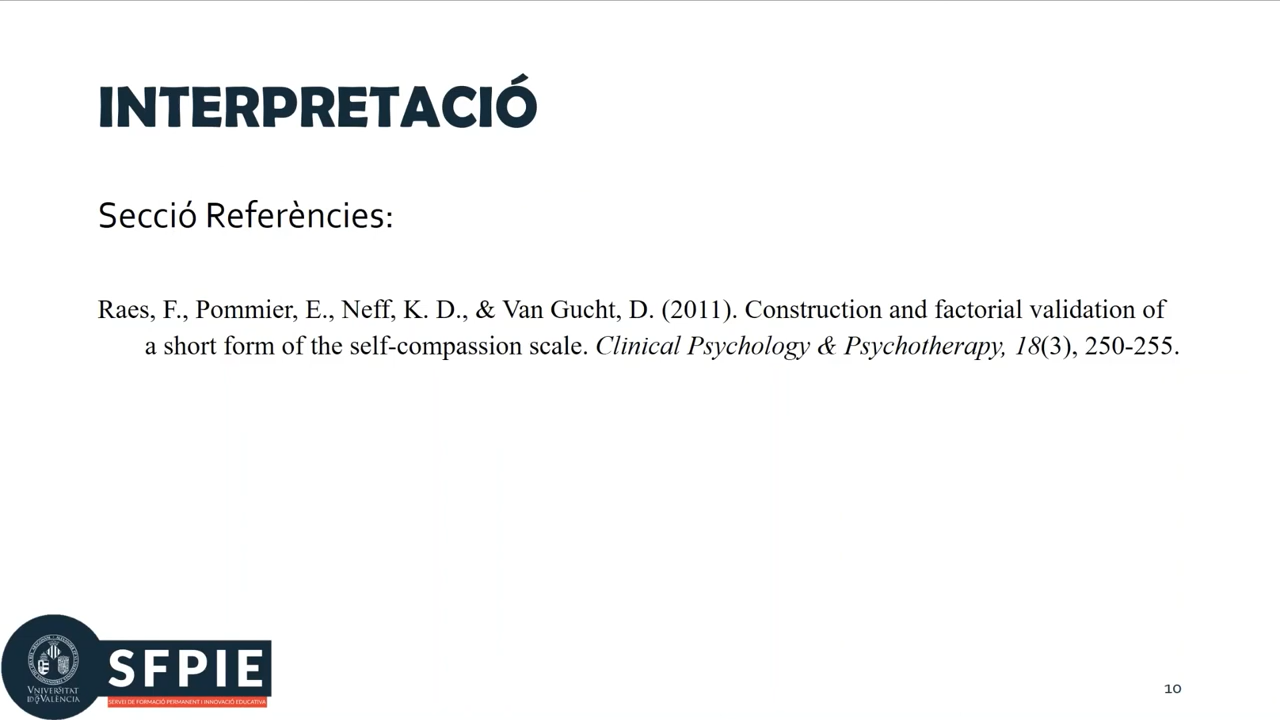 INTERPRETACIÓ
Secció Referències:
Raes, F., Pommier, E., Neff, K. D., & Van Gucht, D. (2011). Construction and factorial validation of
a short form of the self-compassion scale. Clinical Psychology & Psychotherapy, 18(3), 250-255.
VNIVERSITAT
ID VALÈNCIA
SFPIE
SERVEI DE FORMACIÓ PERMANENT I INNOVACIÓ EDUCATIVA
10